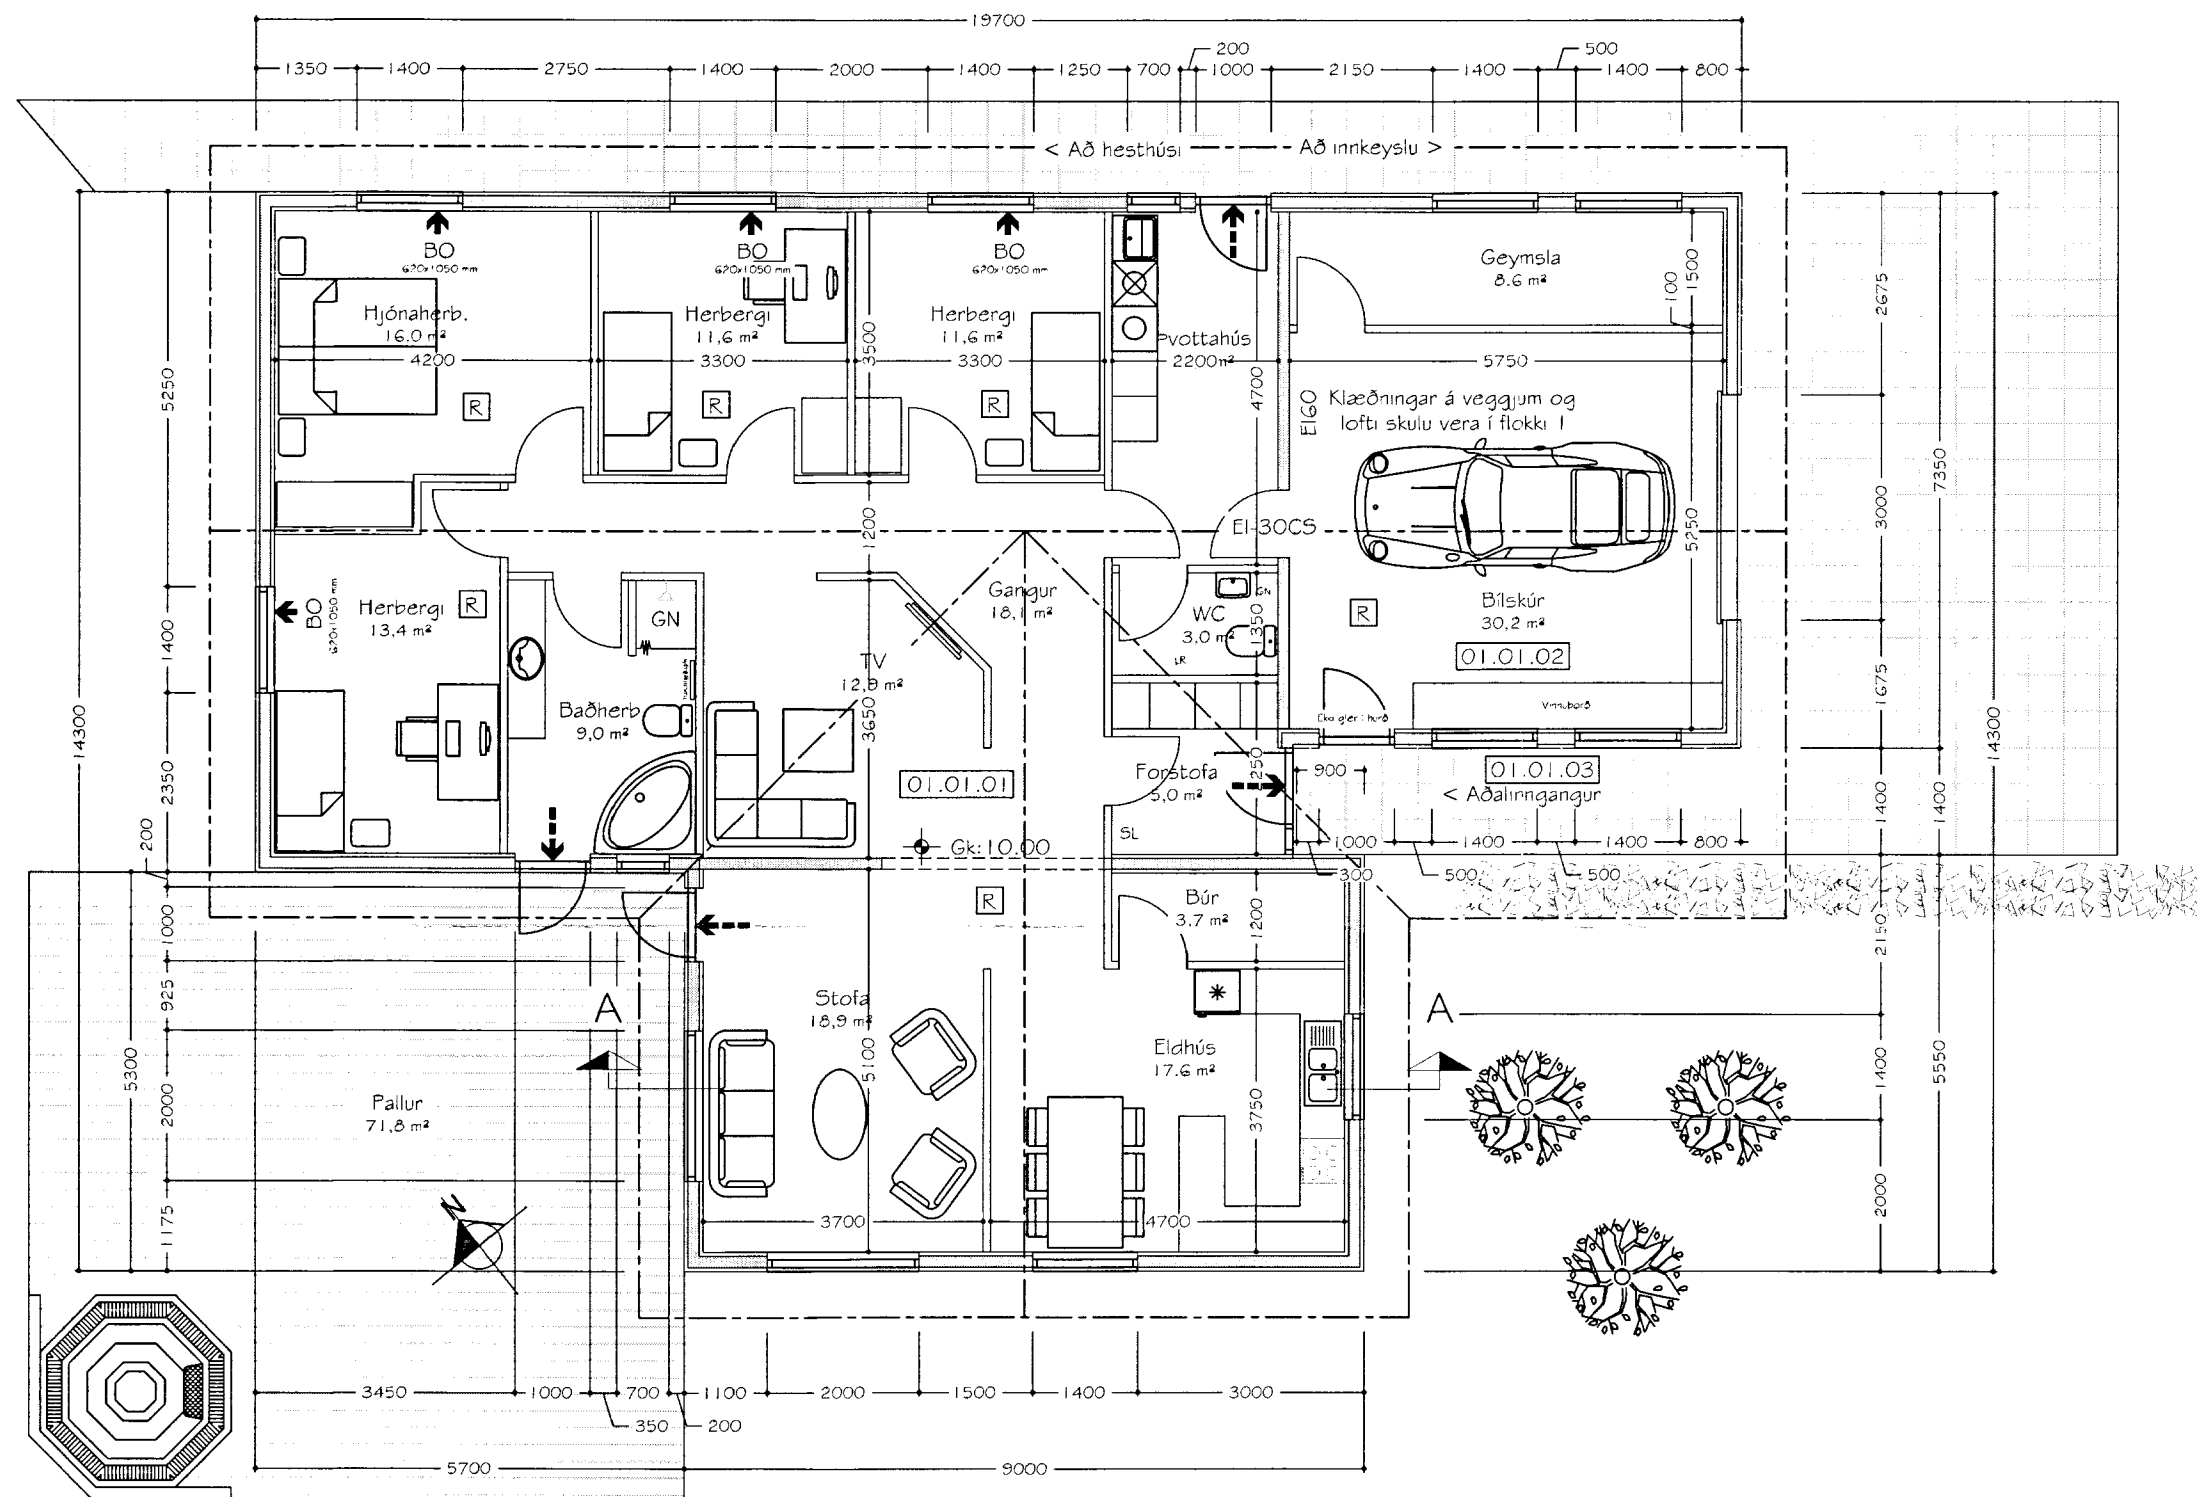 19700
200
500
1350 1400 2750 1400 2000 1400 1250 700 1000 2150 1400 1400 800
< Að hesthúsi Að innkeyslu >
BO
620x1050 mm
BO
620x1050 mm
BO
620x1050 mm
Hjónaherb.
16.0 m²
4200
Herbergi
11,6 m²
3300
3500
Herbergi
11,6 m²
3300
Þvottahús
2200m²
4700
Geymsla
8.6 m²
100
1500
5750
EI60
Klæðningar á veggjum og
lofti skulu vera í flokki 1
R
R
R
EI-30CS
5250
2675
3000
1675
7350
14300
5250
1400
2350
200
14300
1200
BO
620x1050 mm
Herbergi
13,4 m²
R
GN
Gangur
18,1 m²
WC
3.0 m²
GN
1350
LR
R
Bílskúr
30,2 m²
01.01.02
Vinnuborð
TV
12,9 m²
3650
Baðherb
9,0 m²
01.01.01
Forstofa
5,0 m²
1250
SL
900
01.01.03
< Aðalinngangur
1400
1400
Gk:10.00
1000 1400 1400 800
300 500 500
R
Búr
3.7 m²
1200
2150
1000
925
2000
1175
5300
A
A
Stofa
18,9 m²
5100
Eldhús
17.6 m²
3750
1400
5550
2000
Pallur
71,8 m²
N
3700
4700
3450 1000 700 1100 2000 1500 1400 3000
350 200
5700 9000